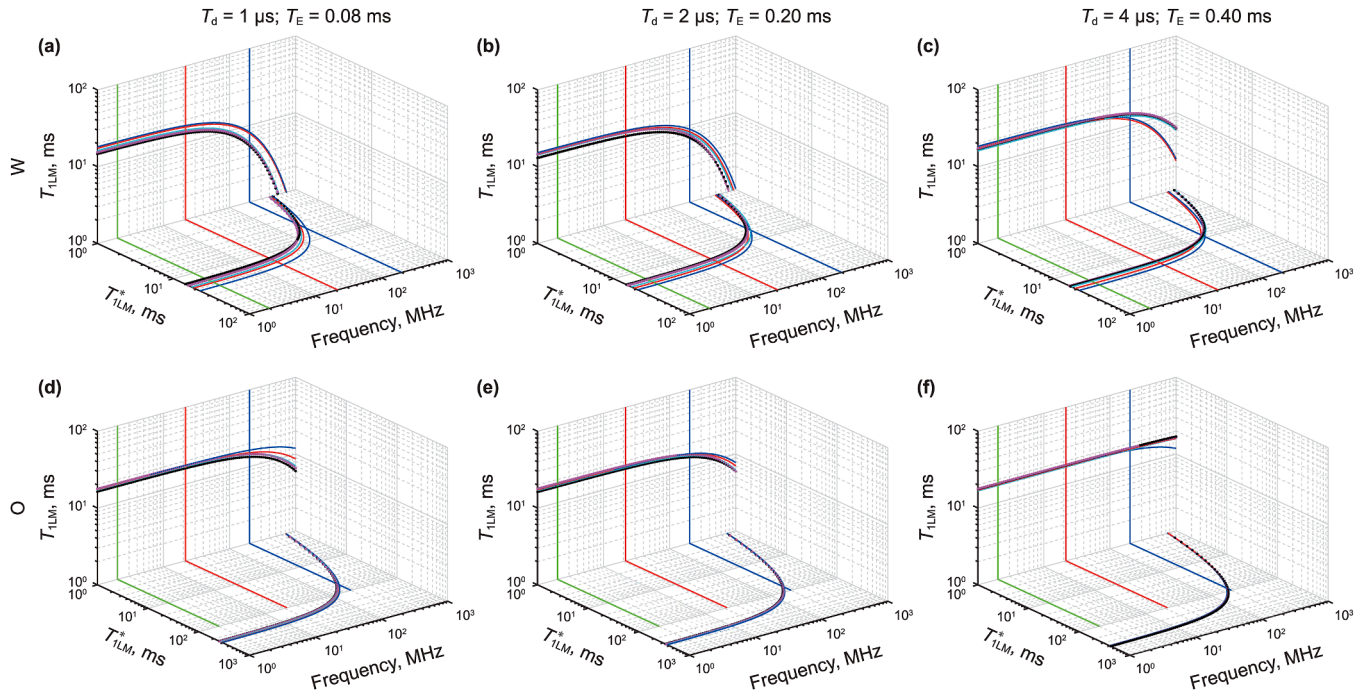 T_d = 1 μs; T_E = 0.08 ms
T_d = 2 μs; T_E = 0.20 ms
T_d = 4 μs; T_E = 0.40 ms
(a)
(b)
(c)
W
T_1LM, ms
10²
10¹
10⁰
10⁰
10¹
10²
T*_1LM, ms
10⁰
10¹
10²
10³
Frequency, MHz
T_1LM, ms
10²
10¹
10⁰
10⁰
10¹
10²
T*_1LM, ms
10⁰
10¹
10²
10³
Frequency, MHz
T_1LM, ms
10²
10¹
10⁰
10⁰
10¹
10²
T*_1LM, ms
10⁰
10¹
10²
10³
Frequency, MHz
(d)
(e)
(f)
O
T_1LM, ms
10²
10¹
10⁰
10⁰
10¹
10²
10³
T*_1LM, ms
10⁰
10¹
10²
10³
Frequency, MHz
T_1LM, ms
10²
10¹
10⁰
10⁰
10¹
10²
10³
T*_1LM, ms
10⁰
10¹
10²
10³
Frequency, MHz
T_1LM, ms
10²
10¹
10⁰
10⁰
10¹
10²
10³
T*_1LM, ms
10⁰
10¹
10²
10³
Frequency, MHz